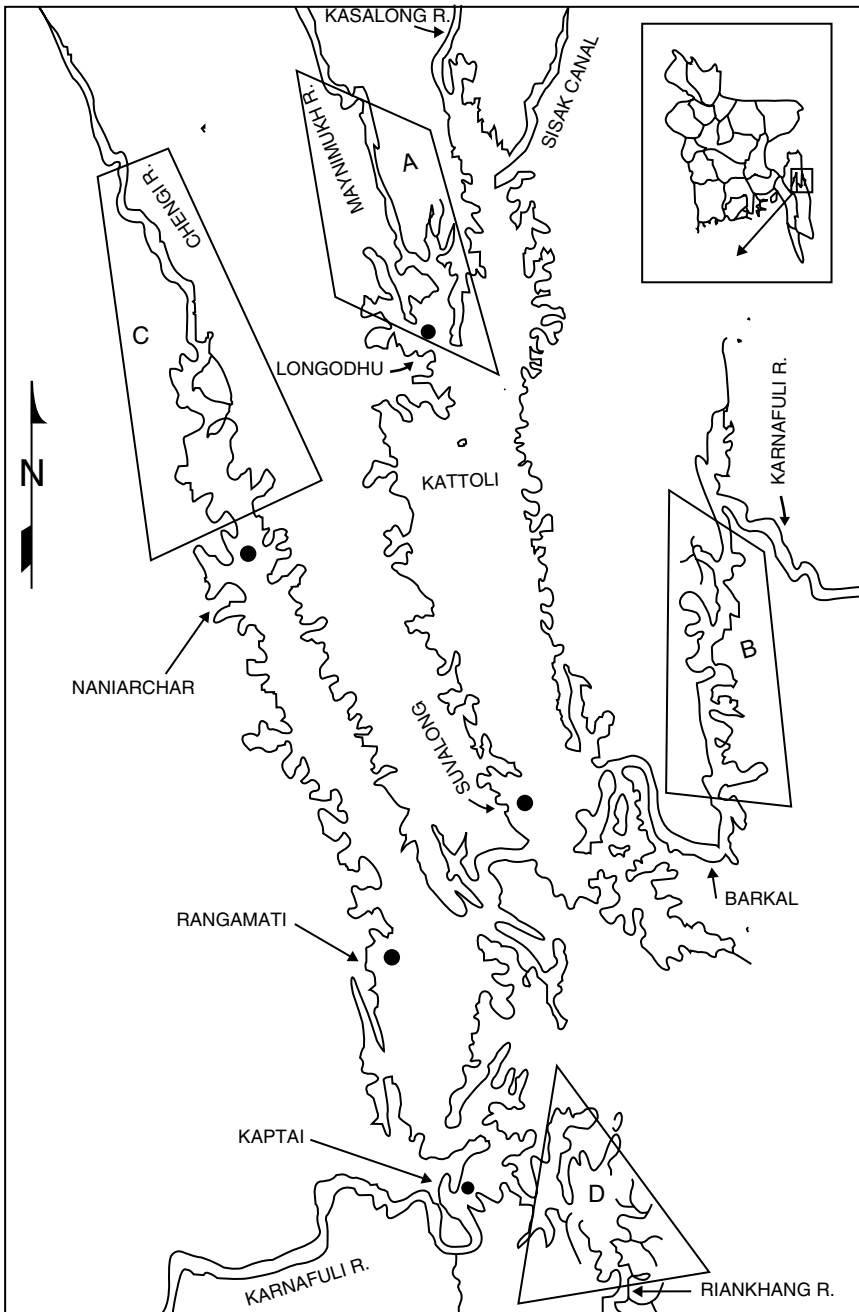 KASALONG R.
SISAK CANAL
MAYNIMUKH R.
A
CHENGI R.
C
LONGODHU
KARNAFULI R.
N
KATTOLI
B
NANIARCHAR
SUVALONG
BARKAL
RANGAMATI
KAPTAI
D
KARNAFULI R.
RIANKHANG R.